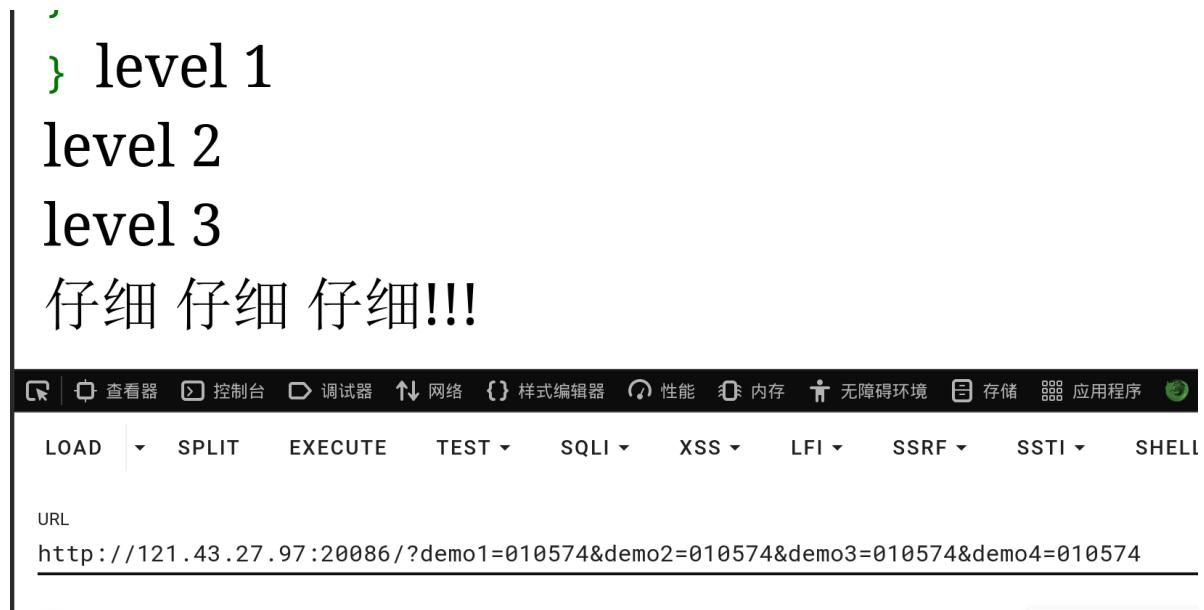 }
} level 1
level 2
level 3
仔细 仔细 仔细!!!
查看器 控制台 调试器 网络 {} 样式编辑器 性能 内存 无障碍环境 存储 应用程序
LOAD SPLIT EXECUTE TEST SQLI XSS LFI SSRF SSTI SHELL
URL
http://121.43.27.97:20086/?demo1=010574&demo2=010574&demo3=010574&demo4=010574